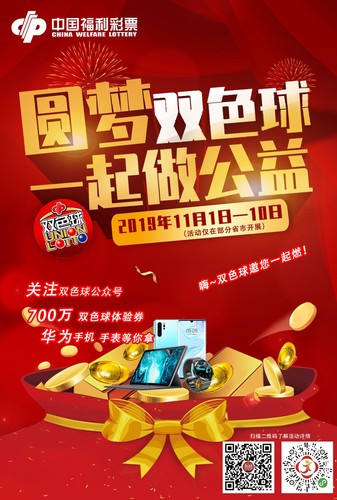 中国福利彩票
CHINA WELFARE LOTTERY
圆梦双色球
一起做公益
2019年11月1日—10日
(活动仅在部分省市开展)
双色球
UNION
LOTTO
嗨~双色球邀您一起燃!
关注双色球公众号
700万 双色球体验券
华为手机 手表等你拿
扫描二维码了解活动详情